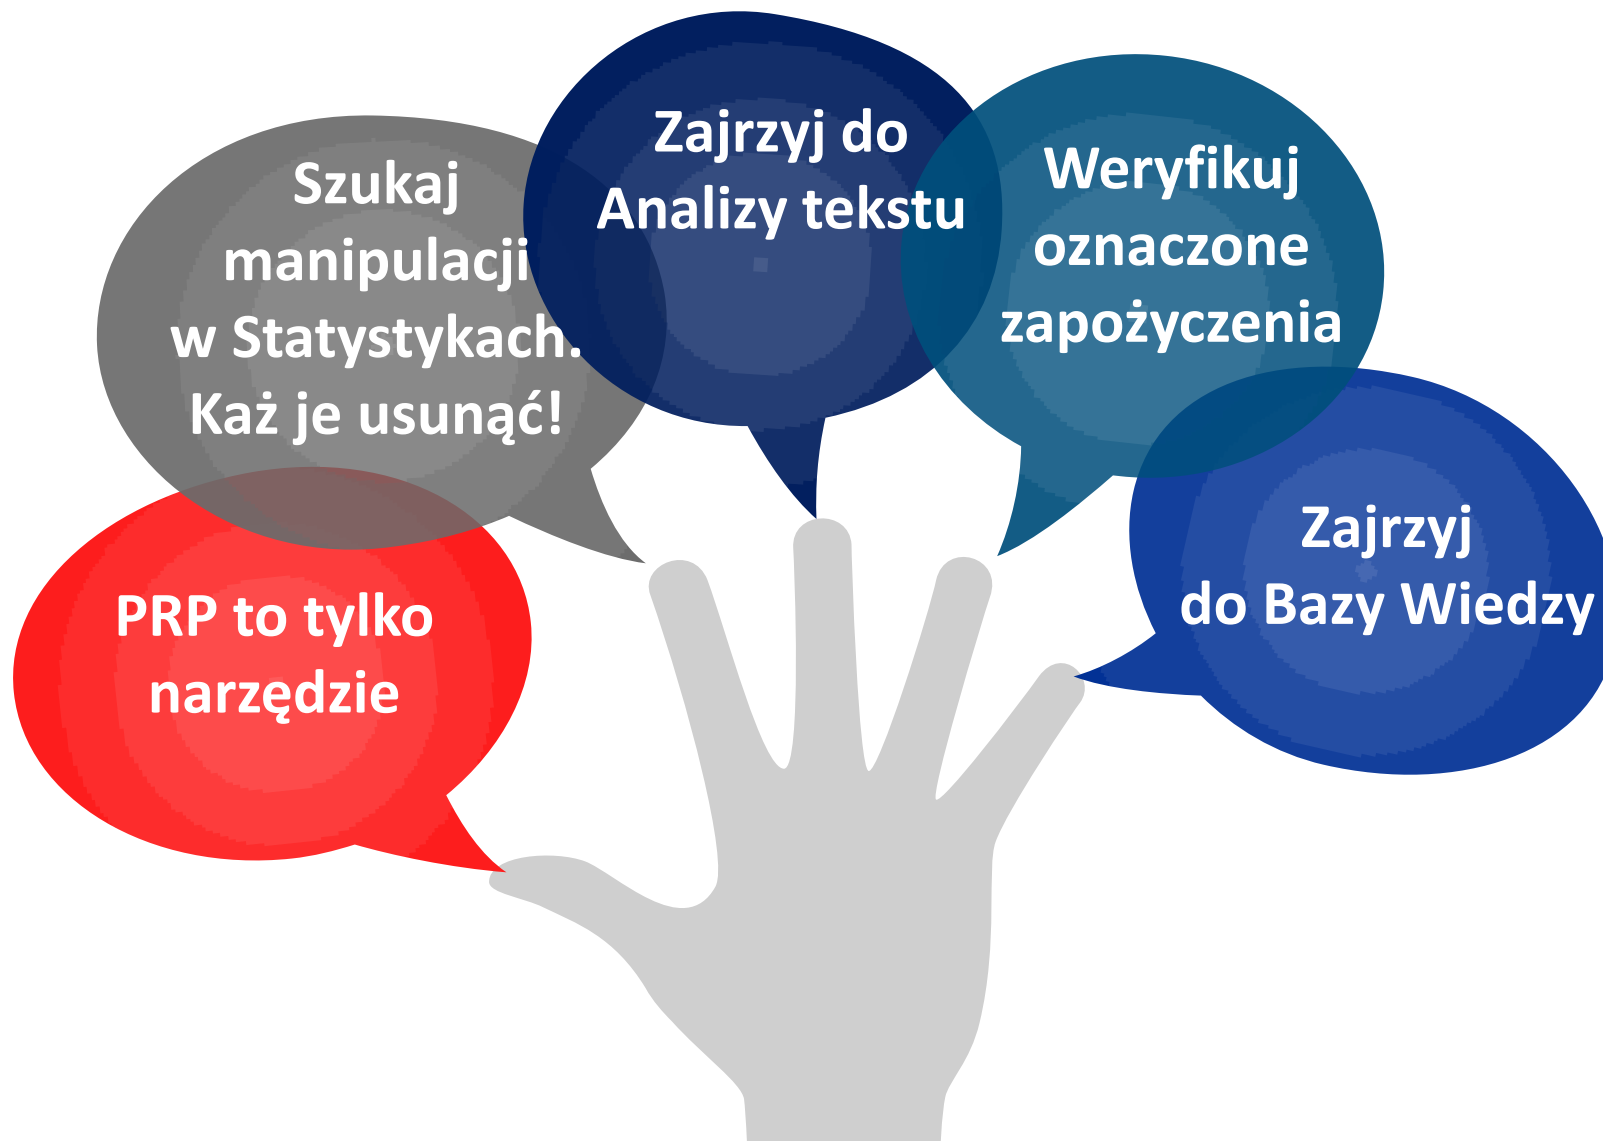 PRP to tylko
narzędzie
Szukaj
manipulacji
w Statystykach.
Każ je usunąć!
Zajrzyj do
Analizy tekstu
Weryfikuj
oznaczone
zapożyczenia
Zajrzyj
do Bazy Wiedzy